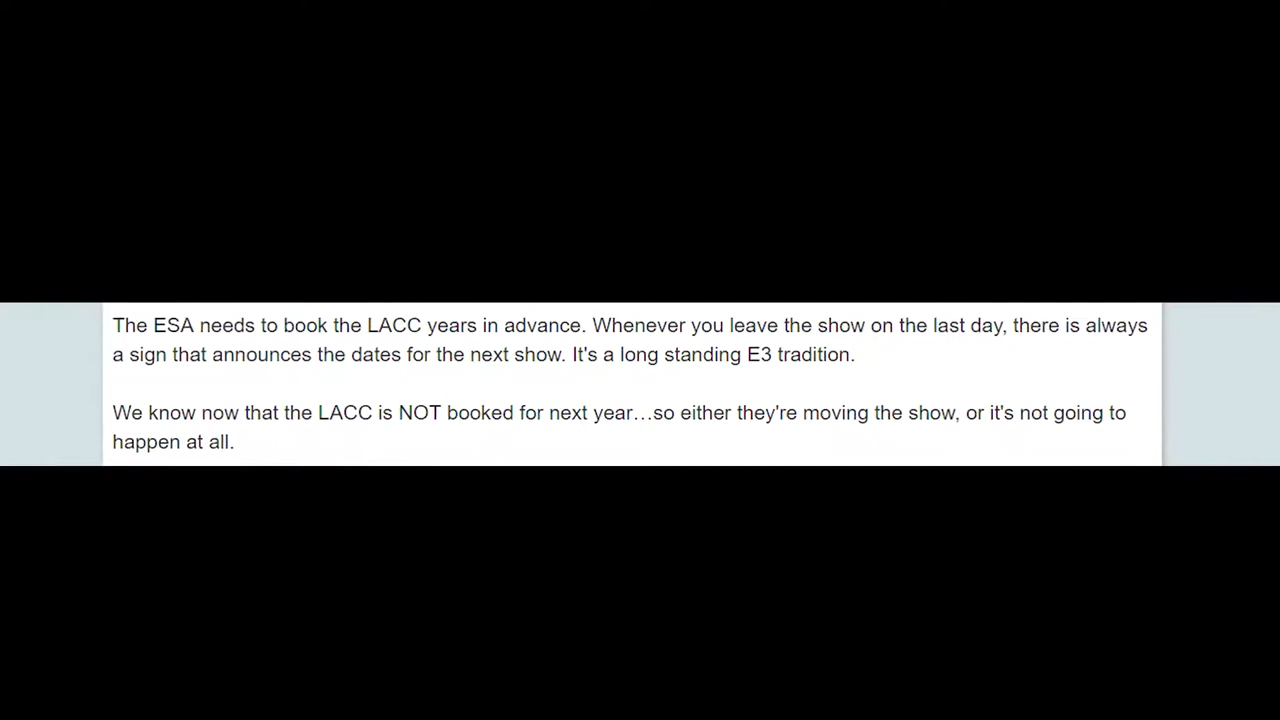 The ESA needs to book the LACC years in advance. Whenever you leave the show on the last day, there is always
a sign that announces the dates for the next show. It's a long standing E3 tradition.
We know now that the LACC is NOT booked for next year…so either they're moving the show, or it's not going to
happen at all.